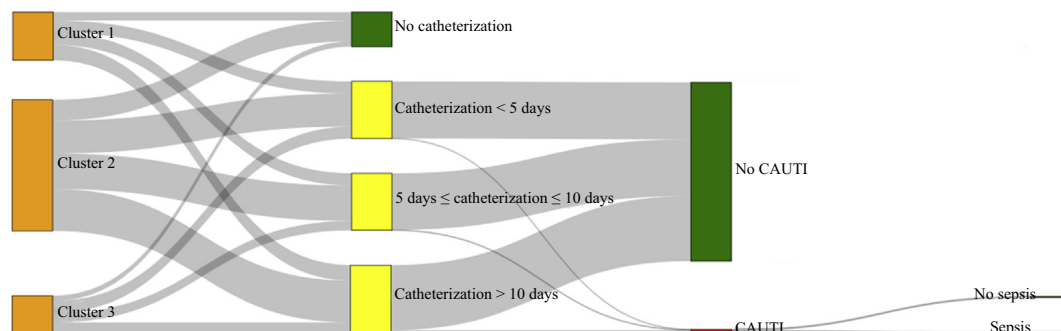 Cluster 1
No catheterization
Catheterization < 5 days
Cluster 2
No CAUTI
5 days ≤ catheterization ≤ 10 days
Catheterization > 10 days
No sepsis
Cluster 3
CAUTI
Sepsis